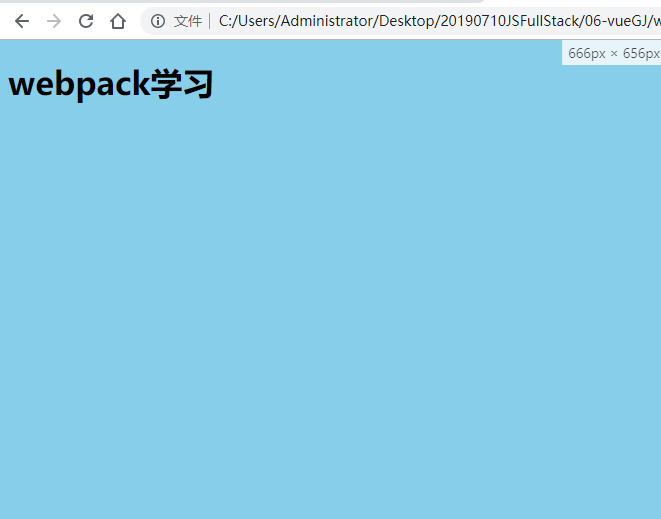 文件 C:/Users/Administrator/Desktop/20190710JSFullStack/06-vueGJ/w
666px × 656px
webpack学习